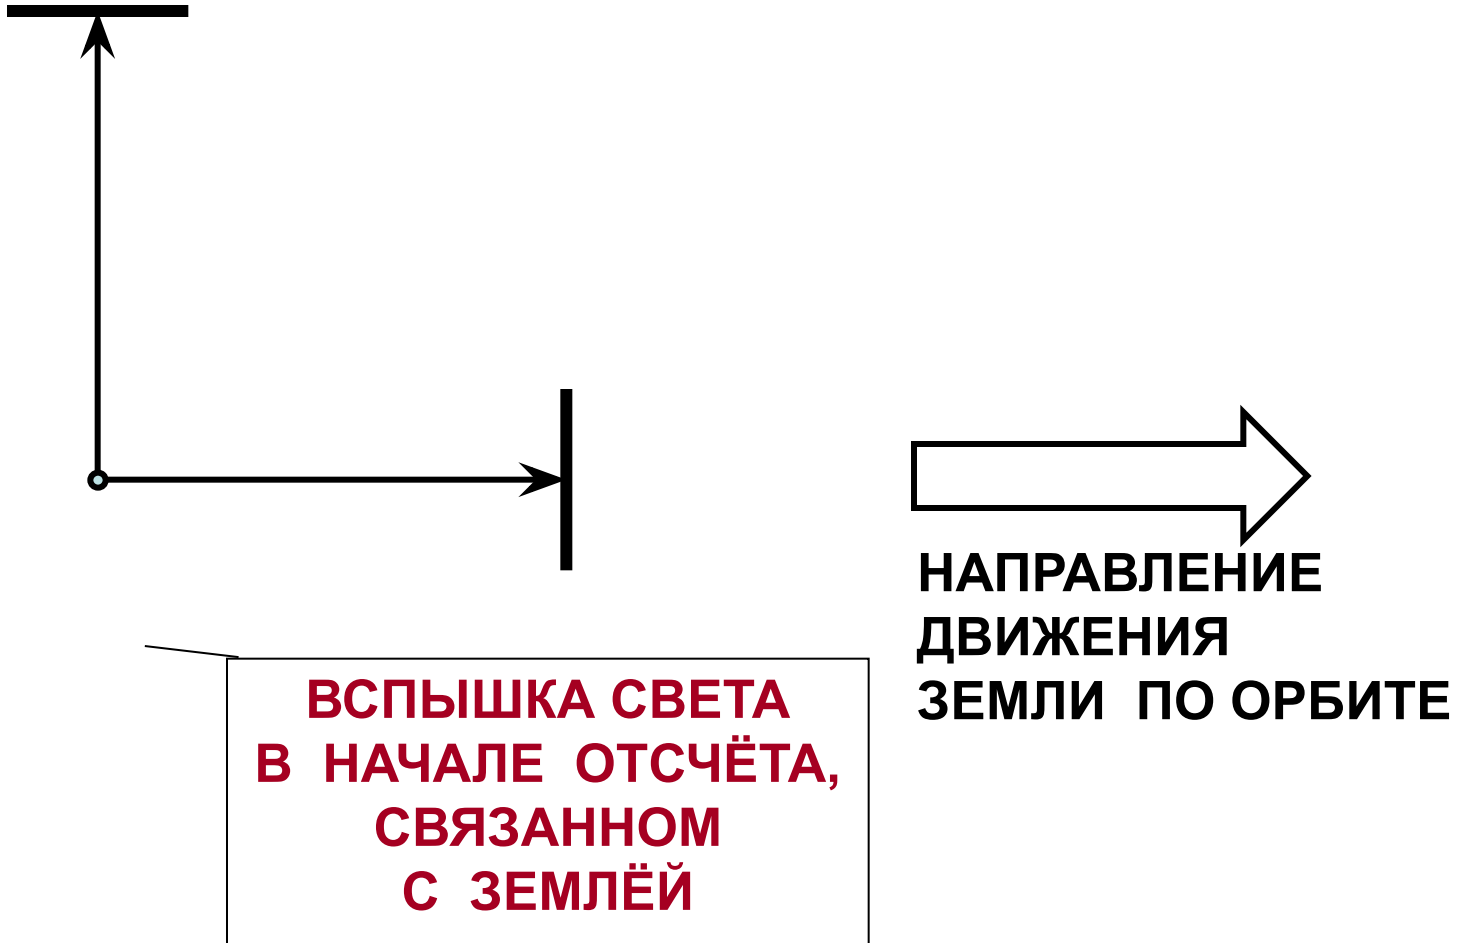 НАПРАВЛЕНИЕ
ДВИЖЕНИЯ
ЗЕМЛИ ПО ОРБИТЕ
ВСПЫШКА СВЕТА
В НАЧАЛЕ ОТСЧЁТА,
СВЯЗАННОМ
С ЗЕМЛЁЙ